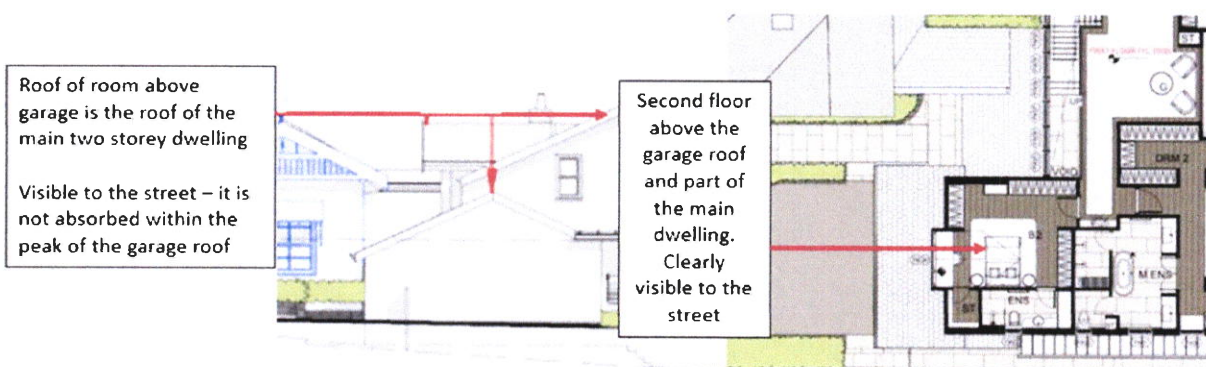 Roof of room above
garage is the roof of the
main two storey dwelling
Visible to the street – it is
not absorbed within the
peak of the garage roof
Second floor
above the
garage roof
and part of
the main
dwelling.
Clearly
visible to the
street
ST
DRM 2
B2
M ENS
ENS
ST